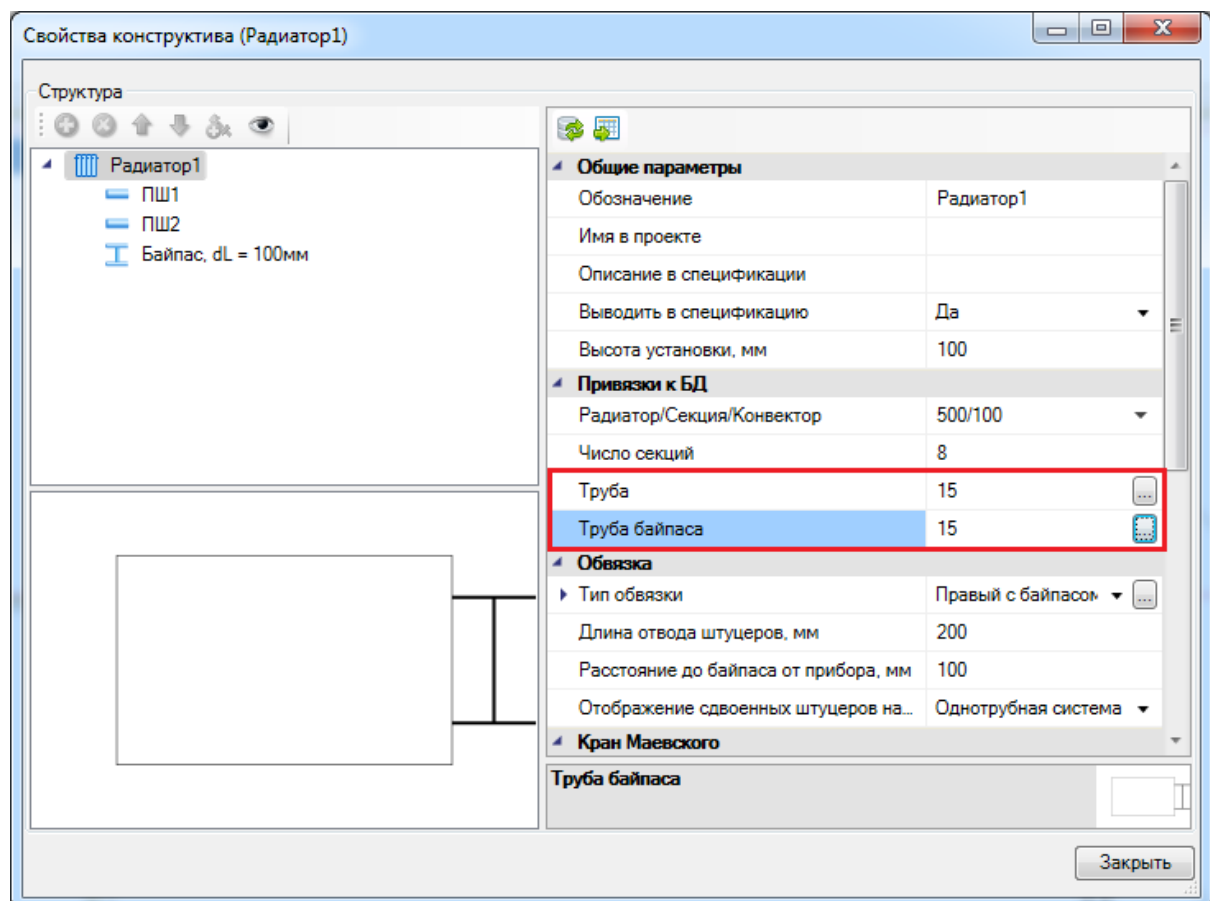 Свойства конструктива (Радиатор1)
Структура
Радиатор1
ПШ1
ПШ2
Байпас, dL = 100мм
Общие параметры
Обозначение Радиатор1
Имя в проекте
Описание в спецификации
Выводить в спецификацию Да
Высота установки, мм 100
Привязки к БД
Радиатор/Секция/Конвектор 500/100
Число секций 8
Труба 15 ...
Труба байпаса 15 ...
Обвязка
Тип обвязки Правый с байпасом ...
Длина отвода штуцеров, мм 200
Расстояние до байпаса от прибора, мм 100
Отображение сдвоенных штуцеров на... Однотрубная система
Кран Маевского
Труба байпаса
Закрыть